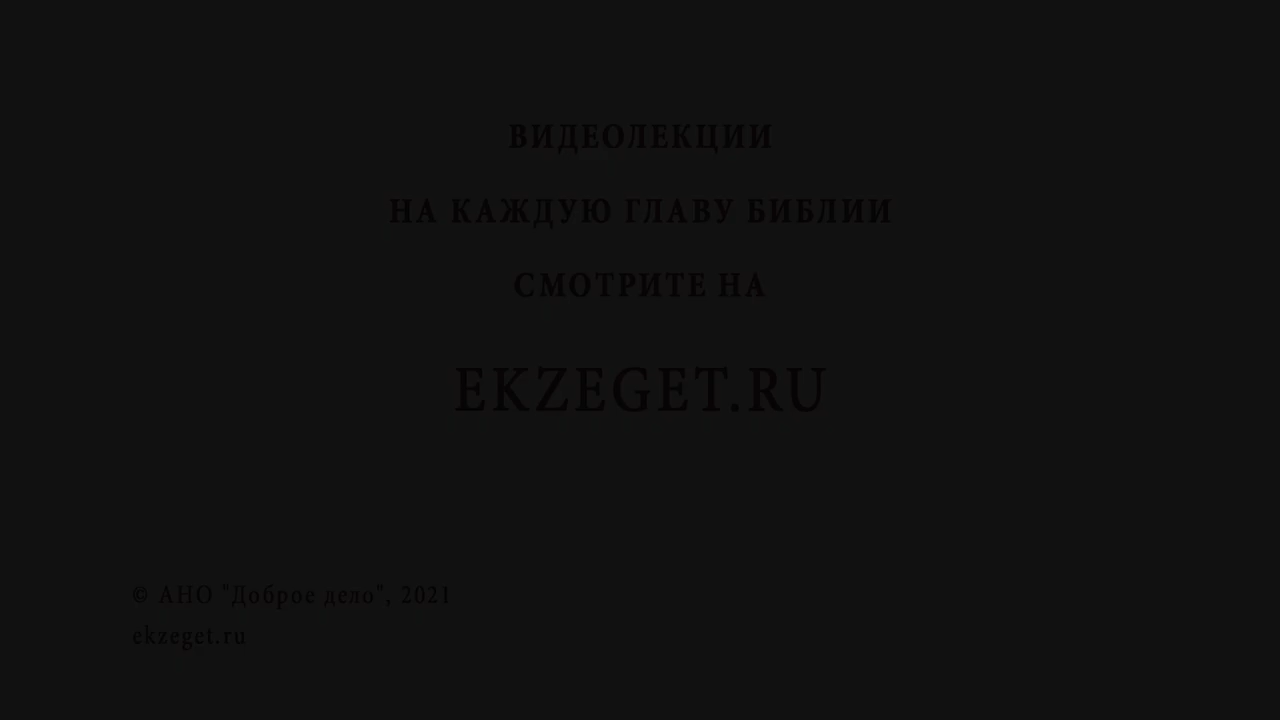 ВИДЕОЛЕКЦИИ
НА КАЖДУЮ ГЛАВУ БИБЛИИ
СМОТРИТЕ НА
EKZEGET.RU
© АНО "Доброе дело", 2021
ekzeget.ru